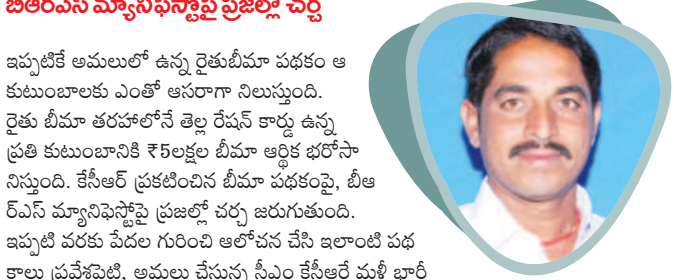 బీఆర్ఎస్ మ్యానిఫెస్టోపై ప్రజల్లో చర్చ
ఇప్పటికే అమలులో ఉన్న రైతుబీమా పథకం ఆ
కుటుంబాలకు ఎంతో ఆసరాగా నిలుస్తుంది.
రైతు బీమా తరహాలోనే తెల్ల రేషన్ కార్డు ఉన్న
ప్రతి కుటుంబానికి ₹5లక్షల బీమా ఆర్థిక భరోసా
నిస్తుంది. కేసీఆర్ ప్రకటించిన బీమా పథకంపై, బీఆ
ర్ఎస్ మ్యానిఫెస్టోపై ప్రజల్లో చర్చ జరుగుతుంది.
ఇప్పటి వరకు పేదల గురించి ఆలోచన చేసి ఇలాంటి పథ
కాలు ప్రవేశపెట్టి, అమలు చేస్తున్న సీఎం కేసీఆరే మళ్లీ భారీ